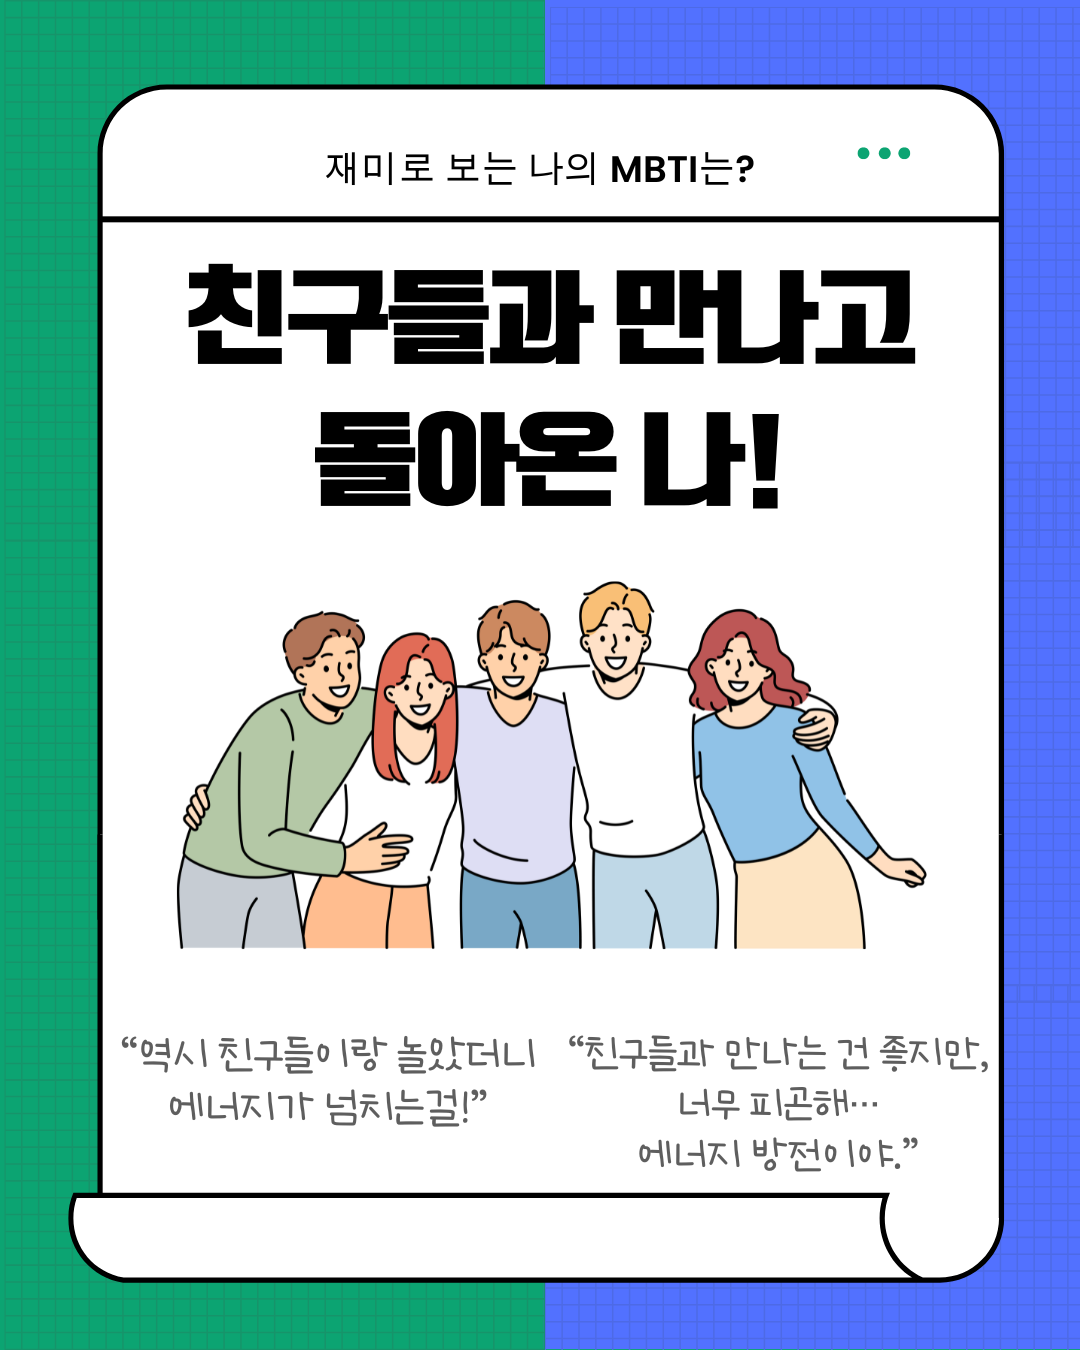 재미로 보는 나의 MBTI는?
친구들과 만나고
돌아온 나!
“역시 친구들이랑 놀았더니
에너지가 넘치는걸!”
“친구들과 만나는 건 좋지만,
너무 피곤해…
에너지 방전이야.”